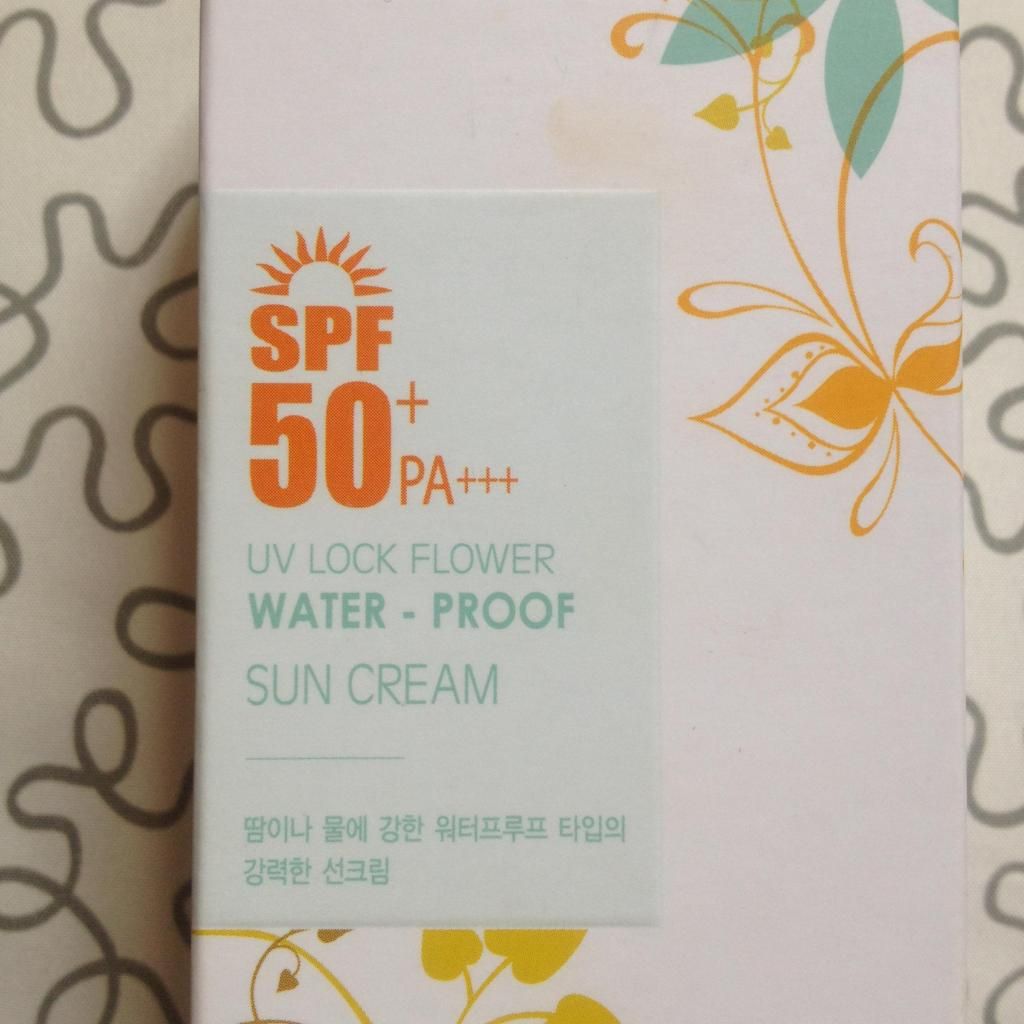 SPF
50+
PA+++
UV LOCK FLOWER
WATER - PROOF
SUN CREAM
땀이나 물에 강한 워터프루프 타입의
강력한 선크림